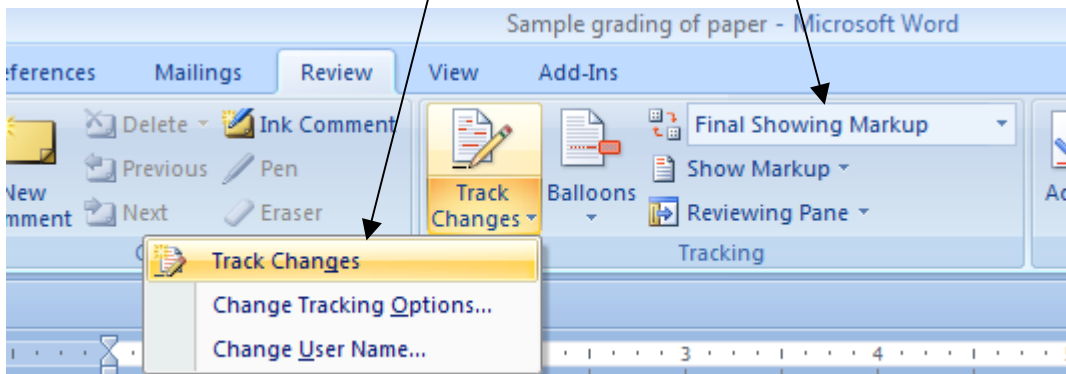 Sample grading of paper - Microsoft Word
eferences Mailings Review View Add-Ins
Delete Ink Comment Final Showing Markup
Previous Pen Show Markup
New Track Balloons
mment Next Eraser Changes Reviewing Pane
Tracking
Track Changes
Change Tracking Options...
Change User Name...
3 4